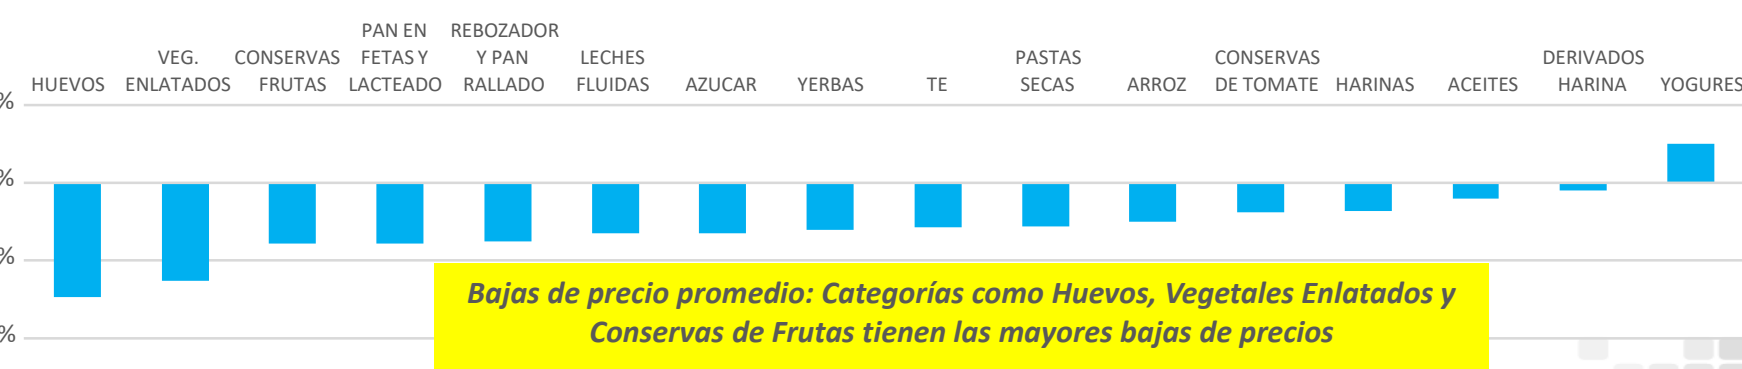 PAN EN REBOZADOR
VEG. CONSERVAS FETAS Y Y PAN LECHES PASTAS CONSERVAS DERIVADOS
HUEVOS ENLATADOS FRUTAS LACTEADO RALLADO FLUIDAS AZUCAR YERBAS TE SECAS ARROZ DE TOMATE HARINAS ACEITES HARINA YOGURES
%
%
%
%
Bajas de precio promedio: Categorías como Huevos, Vegetales Enlatados y
Conservas de Frutas tienen las mayores bajas de precios